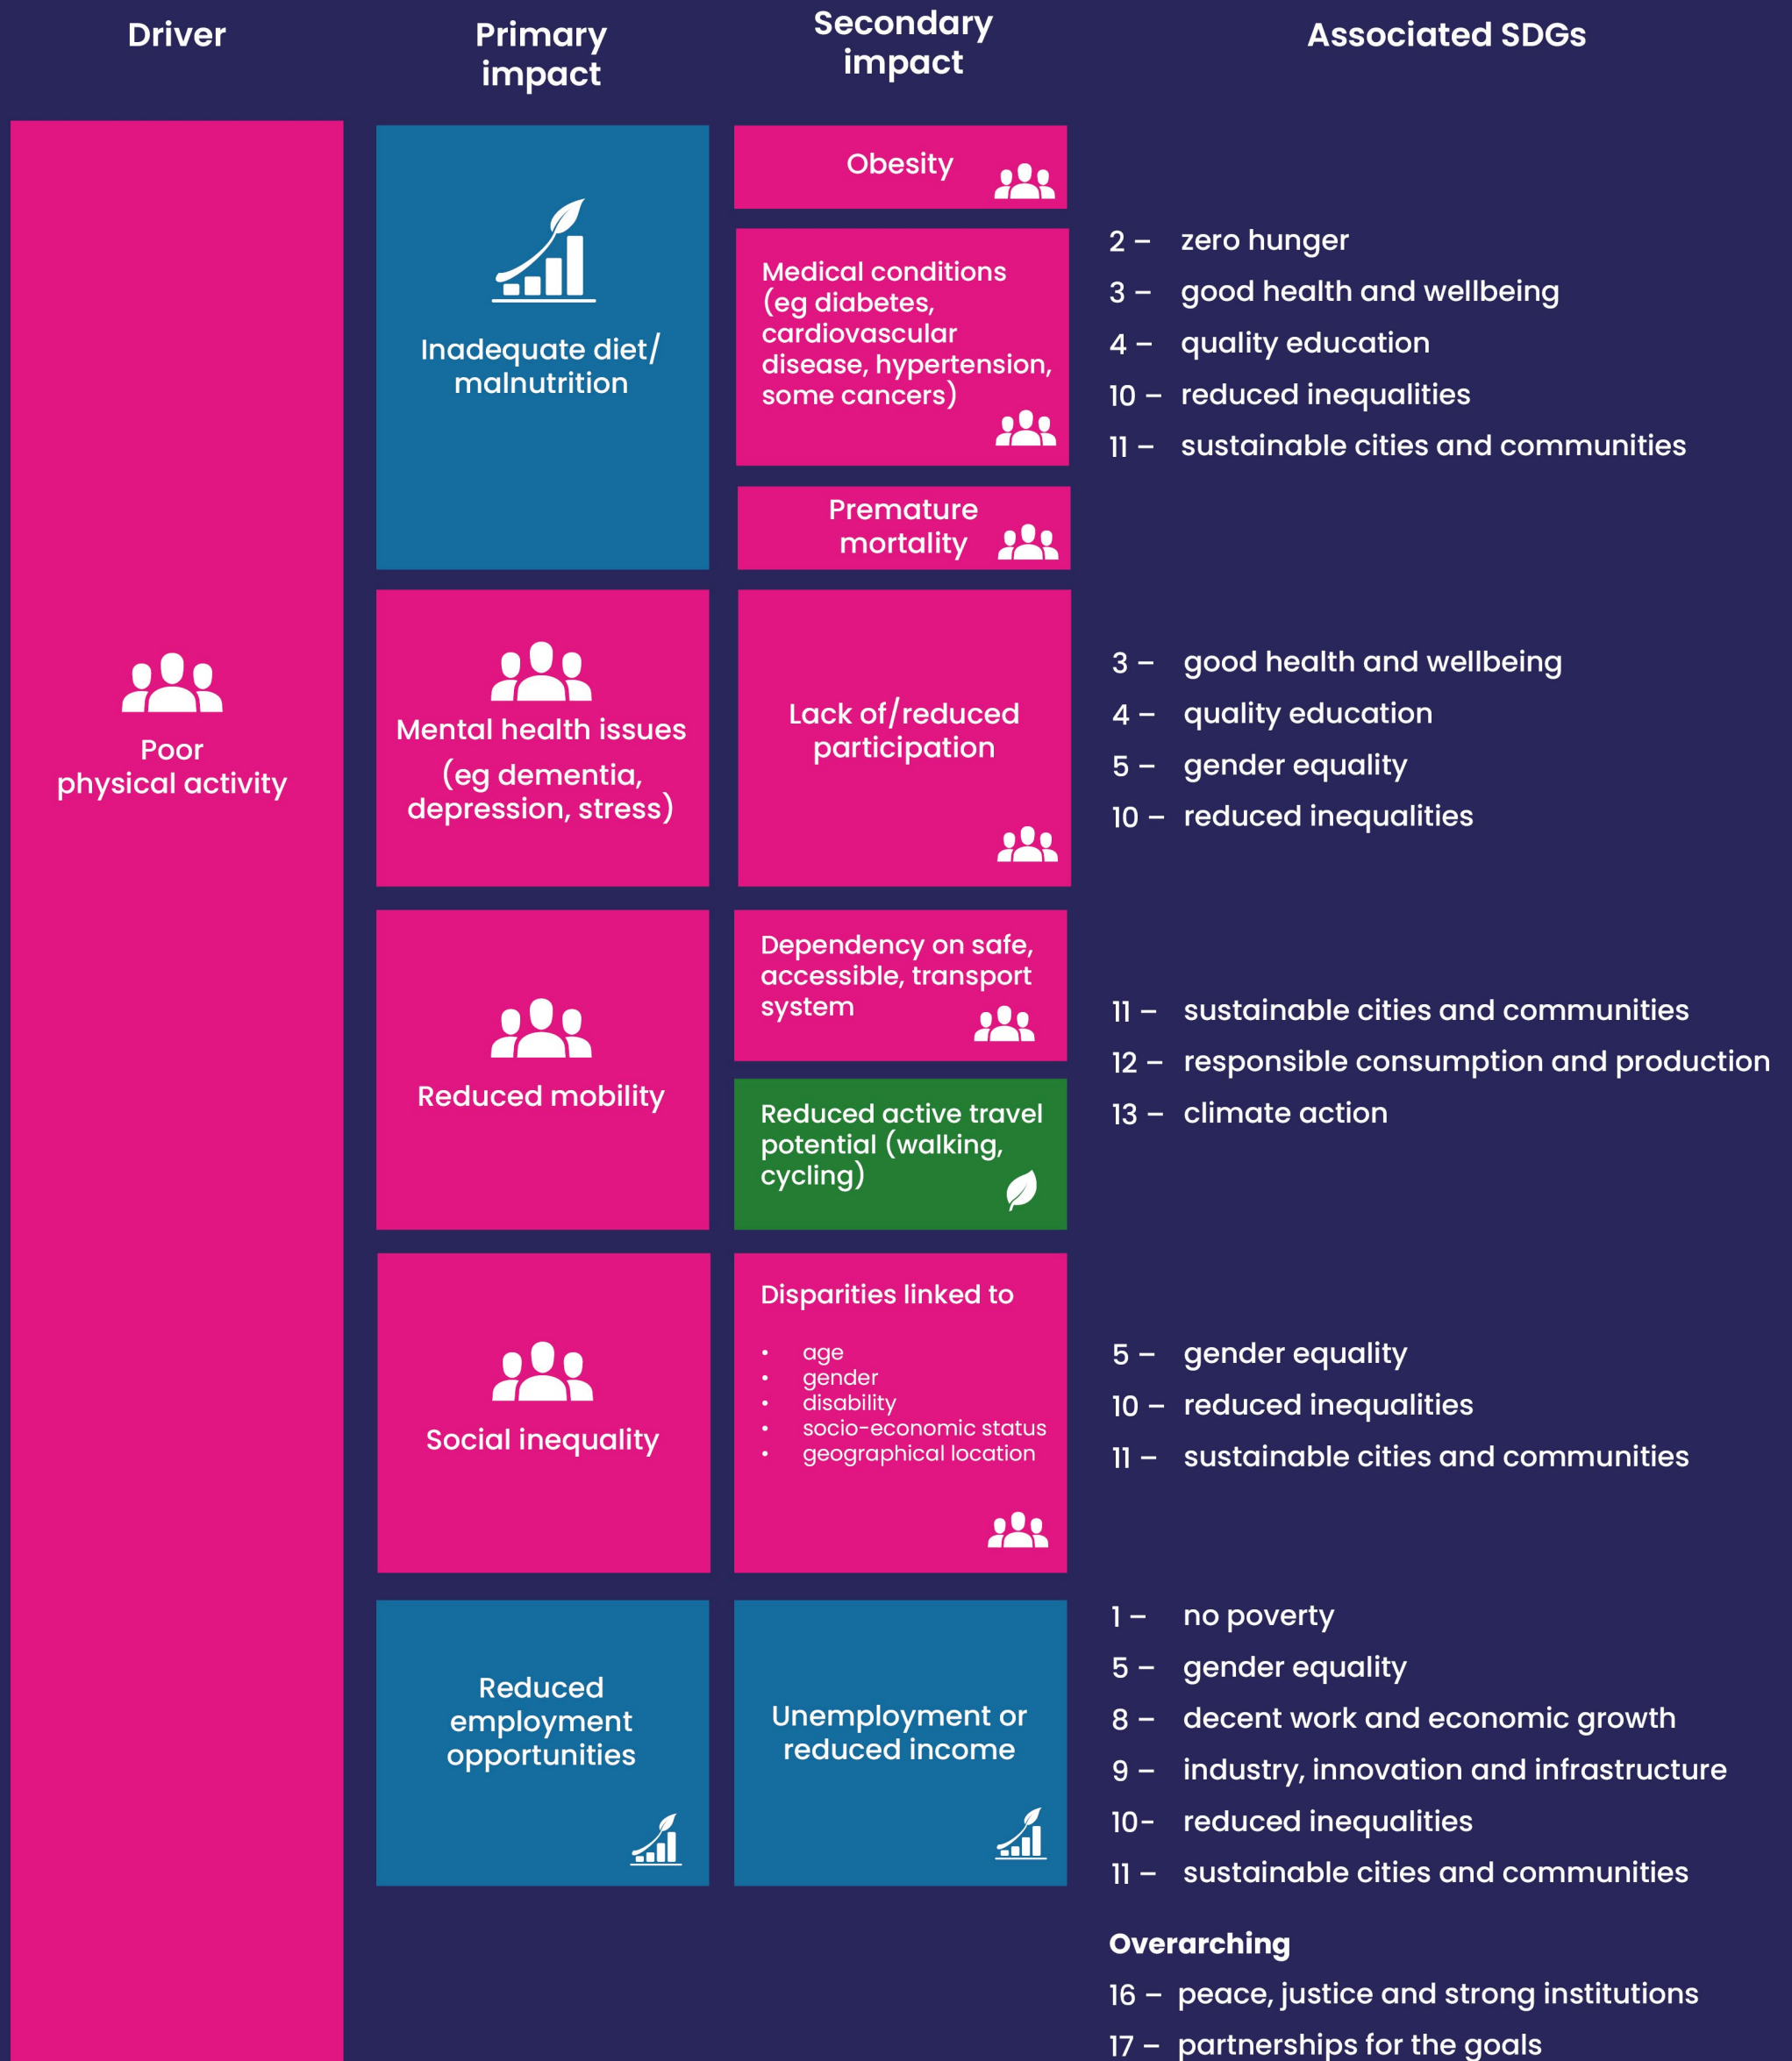 Driver
Primary
impact
Secondary
impact
Associated SDGs
Poor
physical activity
Inadequate diet/
malnutrition
Obesity
Medical conditions
(eg diabetes,
cardiovascular
disease, hypertension,
some cancers)
Premature
mortality
2 – zero hunger
3 – good health and wellbeing
4 – quality education
10 – reduced inequalities
11 – sustainable cities and communities
Mental health issues
(eg dementia,
depression, stress)
Lack of/reduced
participation
3 – good health and wellbeing
4 – quality education
5 – gender equality
10 – reduced inequalities
Reduced mobility
Dependency on safe,
accessible, transport
system
Reduced active travel
potential (walking,
cycling)
11 – sustainable cities and communities
12 – responsible consumption and production
13 – climate action
Social inequality
Disparities linked to
• age
• gender
• disability
• socio-economic status
• geographical location
5 – gender equality
10 – reduced inequalities
11 – sustainable cities and communities
Reduced
employment
opportunities
Unemployment or
reduced income
1 – no poverty
5 – gender equality
8 – decent work and economic growth
9 – industry, innovation and infrastructure
10- reduced inequalities
11 – sustainable cities and communities
Overarching
16 – peace, justice and strong institutions
17 – partnerships for the goals